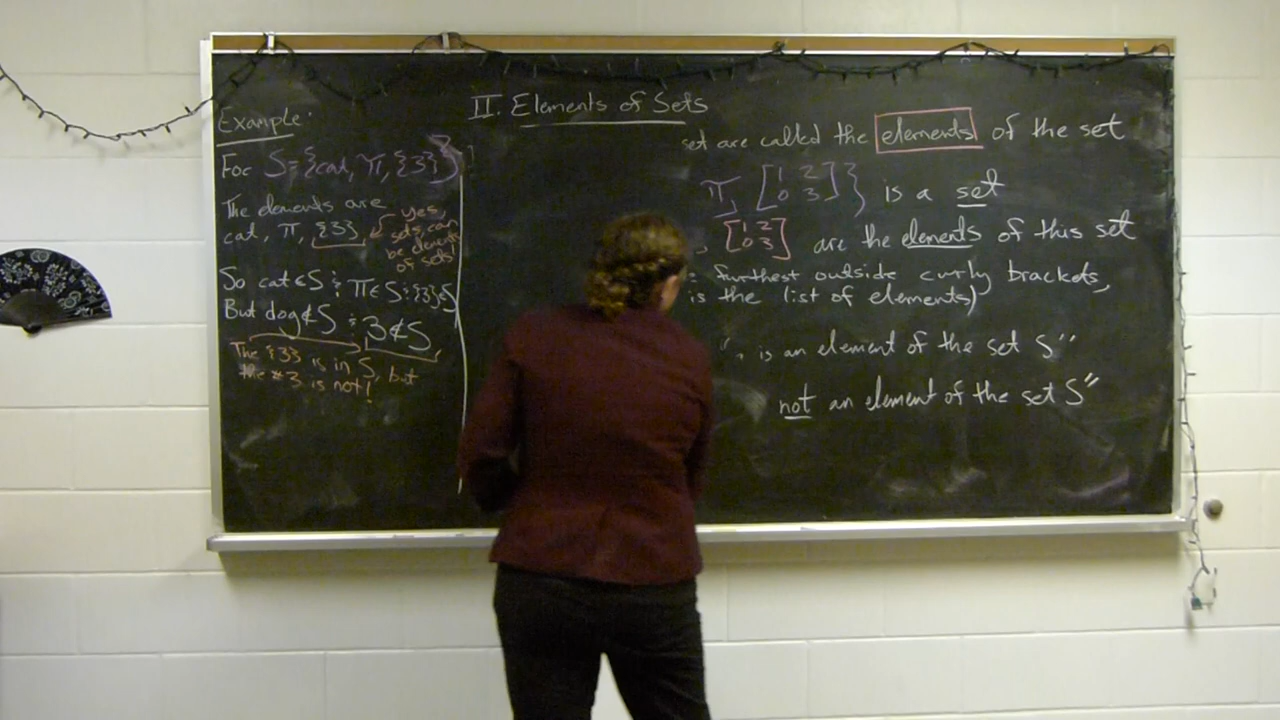 Example:
For S={cat, π, {3}}
The elements are
cat, π, {3} ← yes,
sets can
be elements
of sets!
So cat∈S ; π∈S ; {3}∈S
But dog∉S ; 3∉S
The {3} is in S, but
the #3 is not!
II. Elements of Sets
set are called the elements of the set
π, [1 2
0 3]} is a set
, [1 2
0 3] are the elements of this set
furthest outside curly brackets,
is the list of elements)
is an element of the set S"
not an element of the set S"